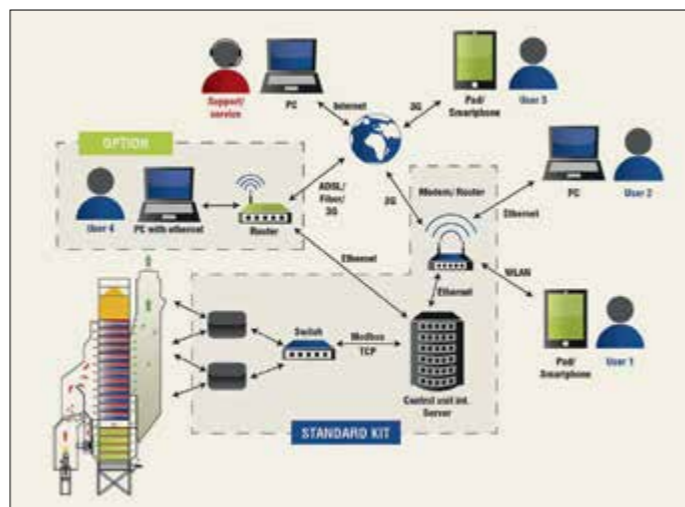 Support/
service
PC
Internet
3G
Pad/
Smartphone
User 3
OPTION
User 4
PC with ethernet
Router
ADSL/
Fiber/
3G
3G
Modem/Router
Ethernet
PC
User 2
Ethernet
Ethernet
WLAN
Switch
Modbus
TCP
Control unit int.
Server
Pad/
Smartphone
User 1
STANDARD KIT